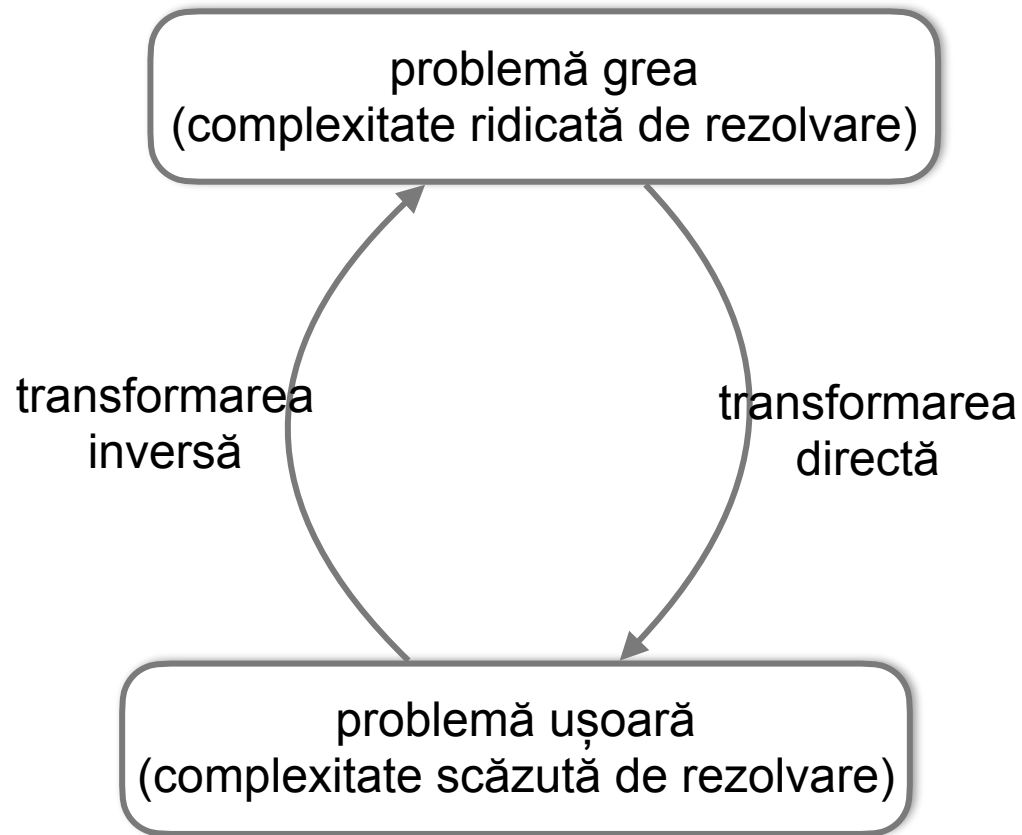 problemă grea
(complexitate ridicată de rezolvare)
transformarea
inversă
transformarea
directă
problemă ușoară
(complexitate scăzută de rezolvare)